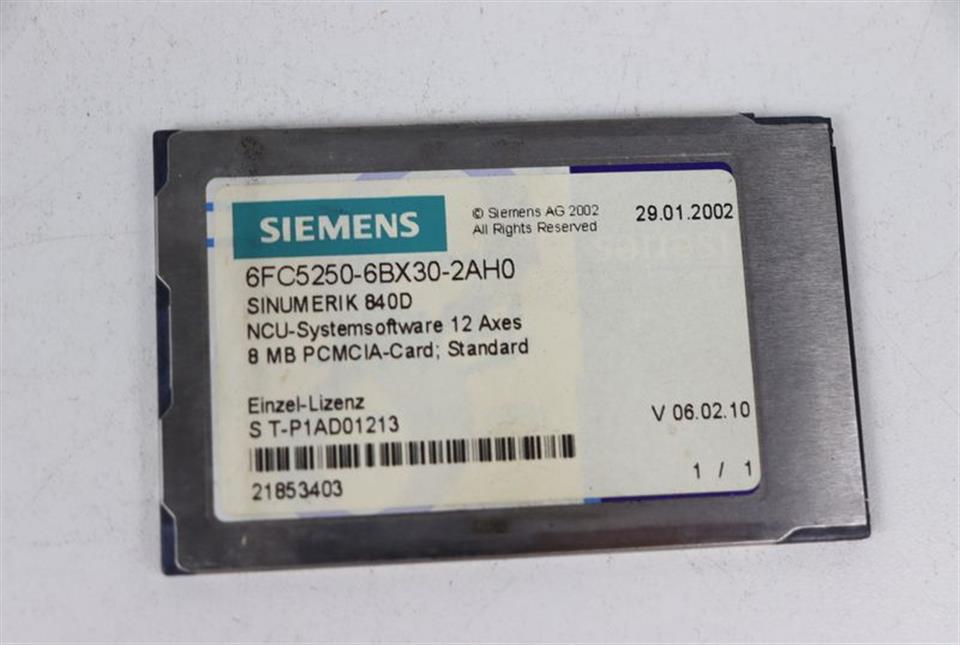 SIEMENS
© Siemens AG 2002
All Rights Reserved
29.01.2002
6FC5250-6BX30-2AH0
SINUMERIK 840D
NCU-Systemsoftware 12 Axes
8 MB PCMCIA-Card; Standard
Einzel-Lizenz
S T-P1AD01213
V 06.02.10
21853403
1 / 1